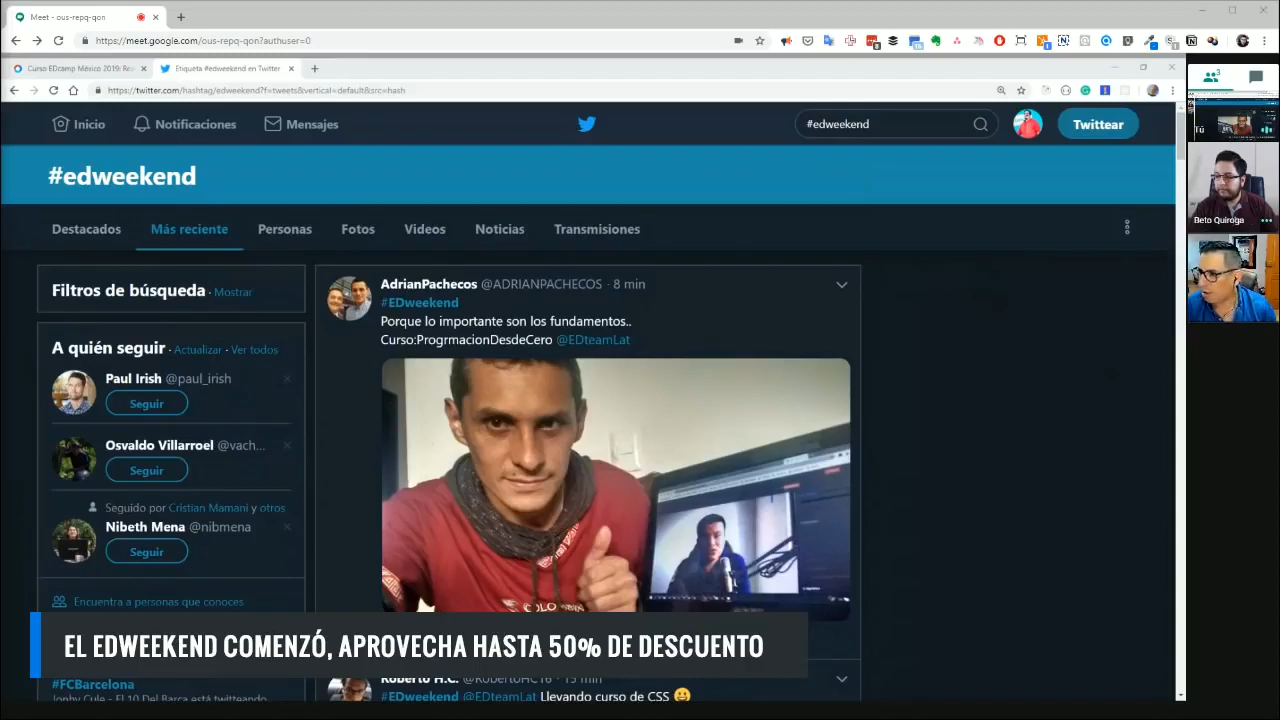 Meet - ous-repq-qon
https://meet.google.com/ous-repq-qon?authuser=0
Curso EDcamp México 2019: Re
Etiqueta #edweekend en Twitter
https://twitter.com/hashtag/edweekend?f=tweets&vertical=default&src=hash
Inicio
Notificaciones
Mensajes
#edweekend
Twittear
#edweekend
Destacados
Más reciente
Personas
Fotos
Videos
Noticias
Transmisiones
Filtros de búsqueda · Mostrar
A quién seguir · Actualizar · Ver todos
Paul Irish @paul_irish
Seguir
Osvaldo Villarroel @vach...
Seguir
Seguido por Cristian Mamani y otros
Nibeth Mena @nibmena
Seguir
Encuentra a personas que conoces
#FCBarcelona
AdrianPachecos @ADRIANPACHECOS · 8 min
#EDweekend
Porque lo importante son los fundamentos..
Curso:ProgrmacionDesdeCero @EDteamLat
Roberto H.C. @RobertoHC16 · 15 min
#EDweekend @EDteamLat Llevando curso de CSS
EL EDWEEKEND COMENZÓ, APROVECHA HASTA 50% DE DESCUENTO
3
Tú
Beto Quiroga